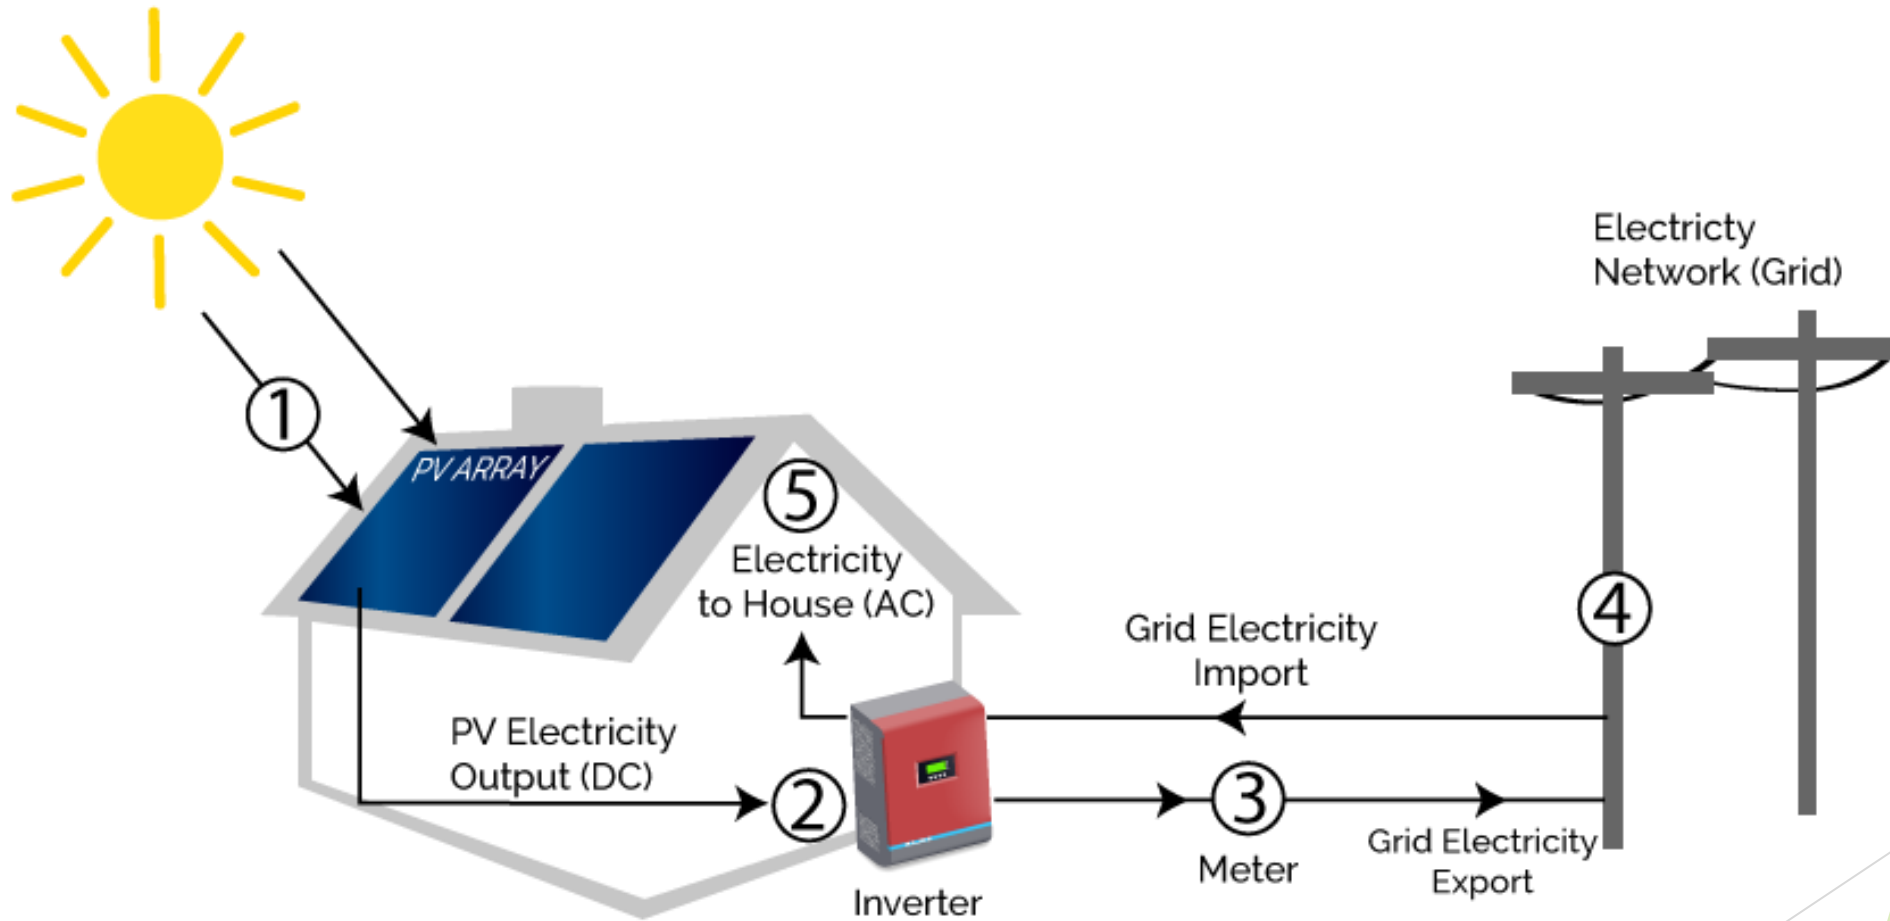 Electricty
Network (Grid)
1
PV ARRAY
5
Electricity
to House (AC)
4
Grid Electricity
Import
PV Electricity
Output (DC)
2
3
Meter
Grid Electricity
Export
Inverter